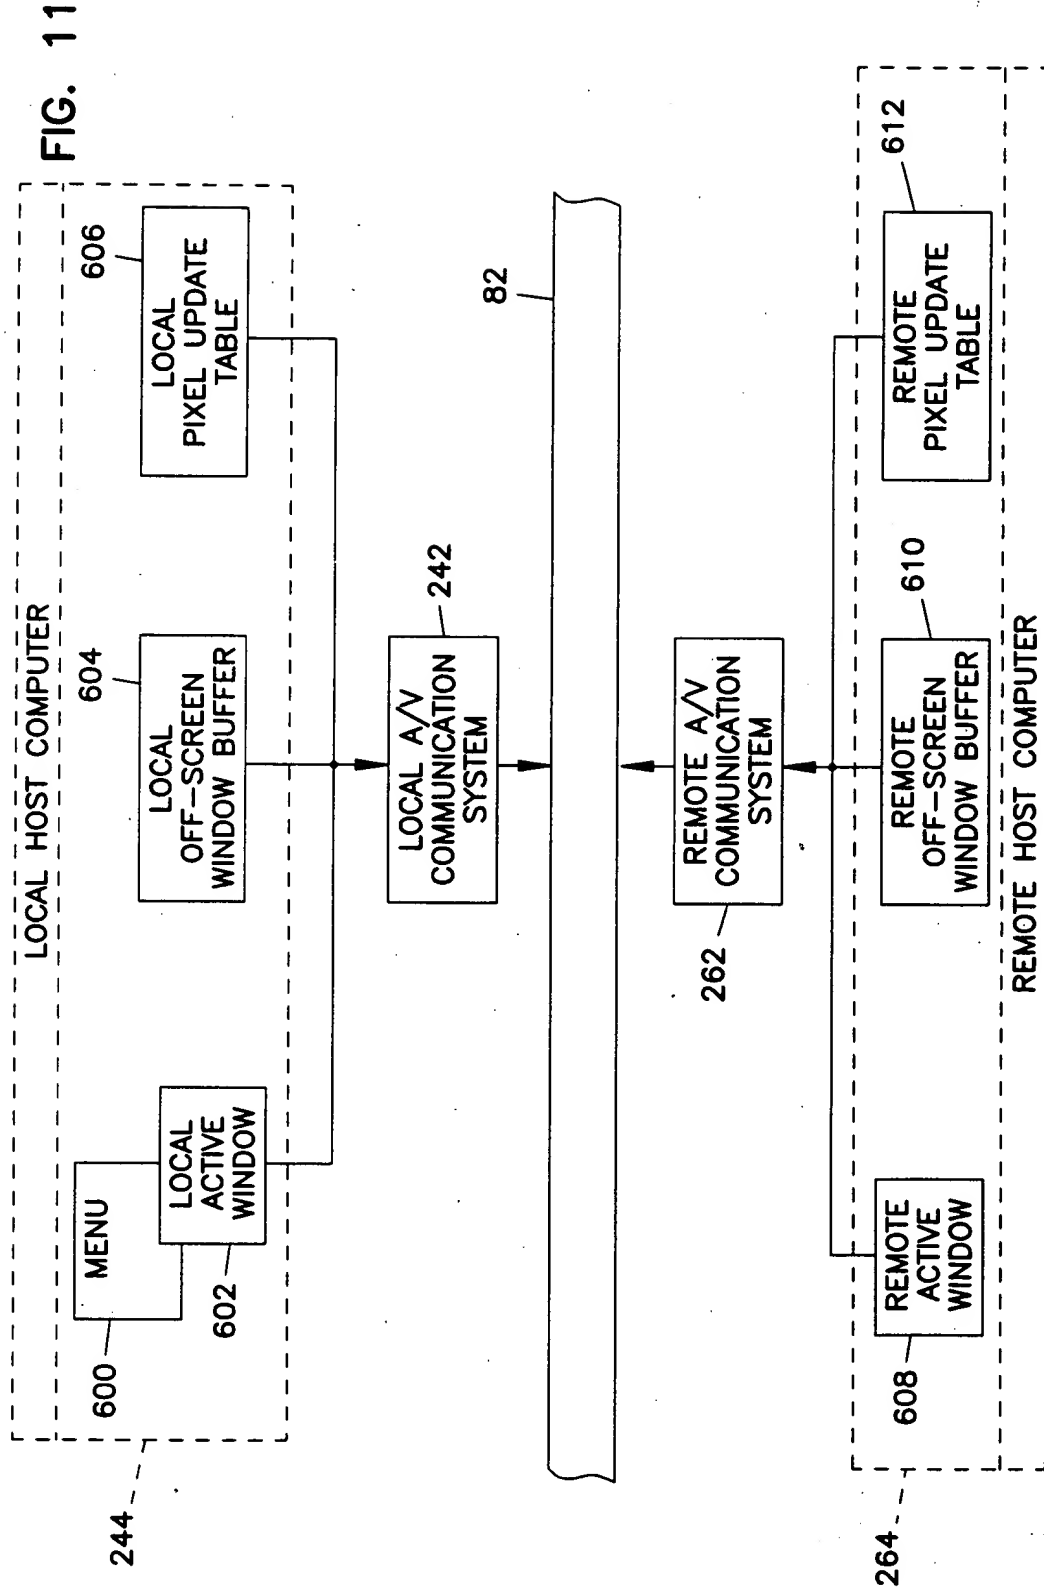 FIG. 11
LOCAL HOST COMPUTER
600
MENU
602
LOCAL
ACTIVE
WINDOW
604
LOCAL
OFF-SCREEN
WINDOW BUFFER
606
LOCAL
PIXEL UPDATE
TABLE
244
242
LOCAL A/V
COMMUNICATION
SYSTEM
82
262
REMOTE A/V
COMMUNICATION
SYSTEM
264
608
REMOTE
ACTIVE
WINDOW
610
REMOTE
OFF-SCREEN
WINDOW BUFFER
612
REMOTE
PIXEL UPDATE
TABLE
REMOTE HOST COMPUTER